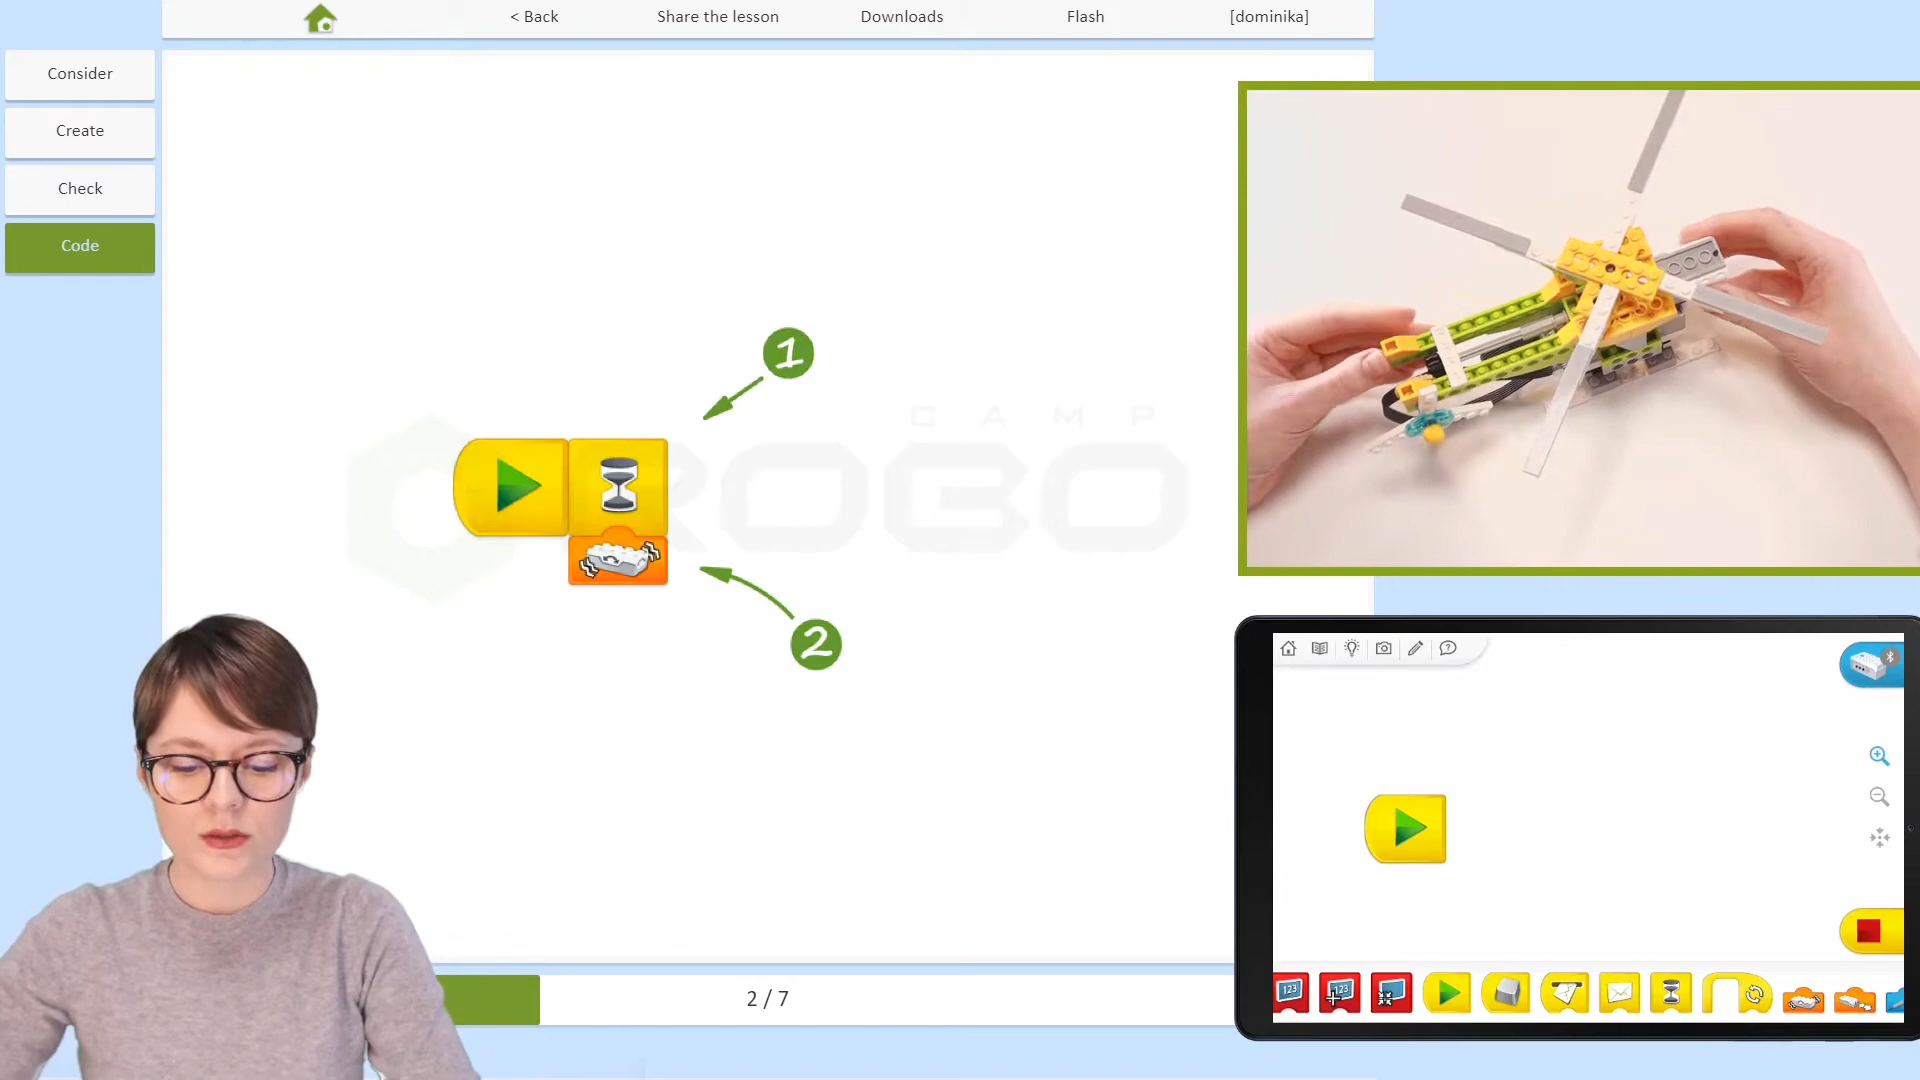 < Back
Share the lesson
Downloads
Flash
[dominika]
Consider
Create
Check
Code
1
CAMP
ROBO
2
2 / 7
123
123